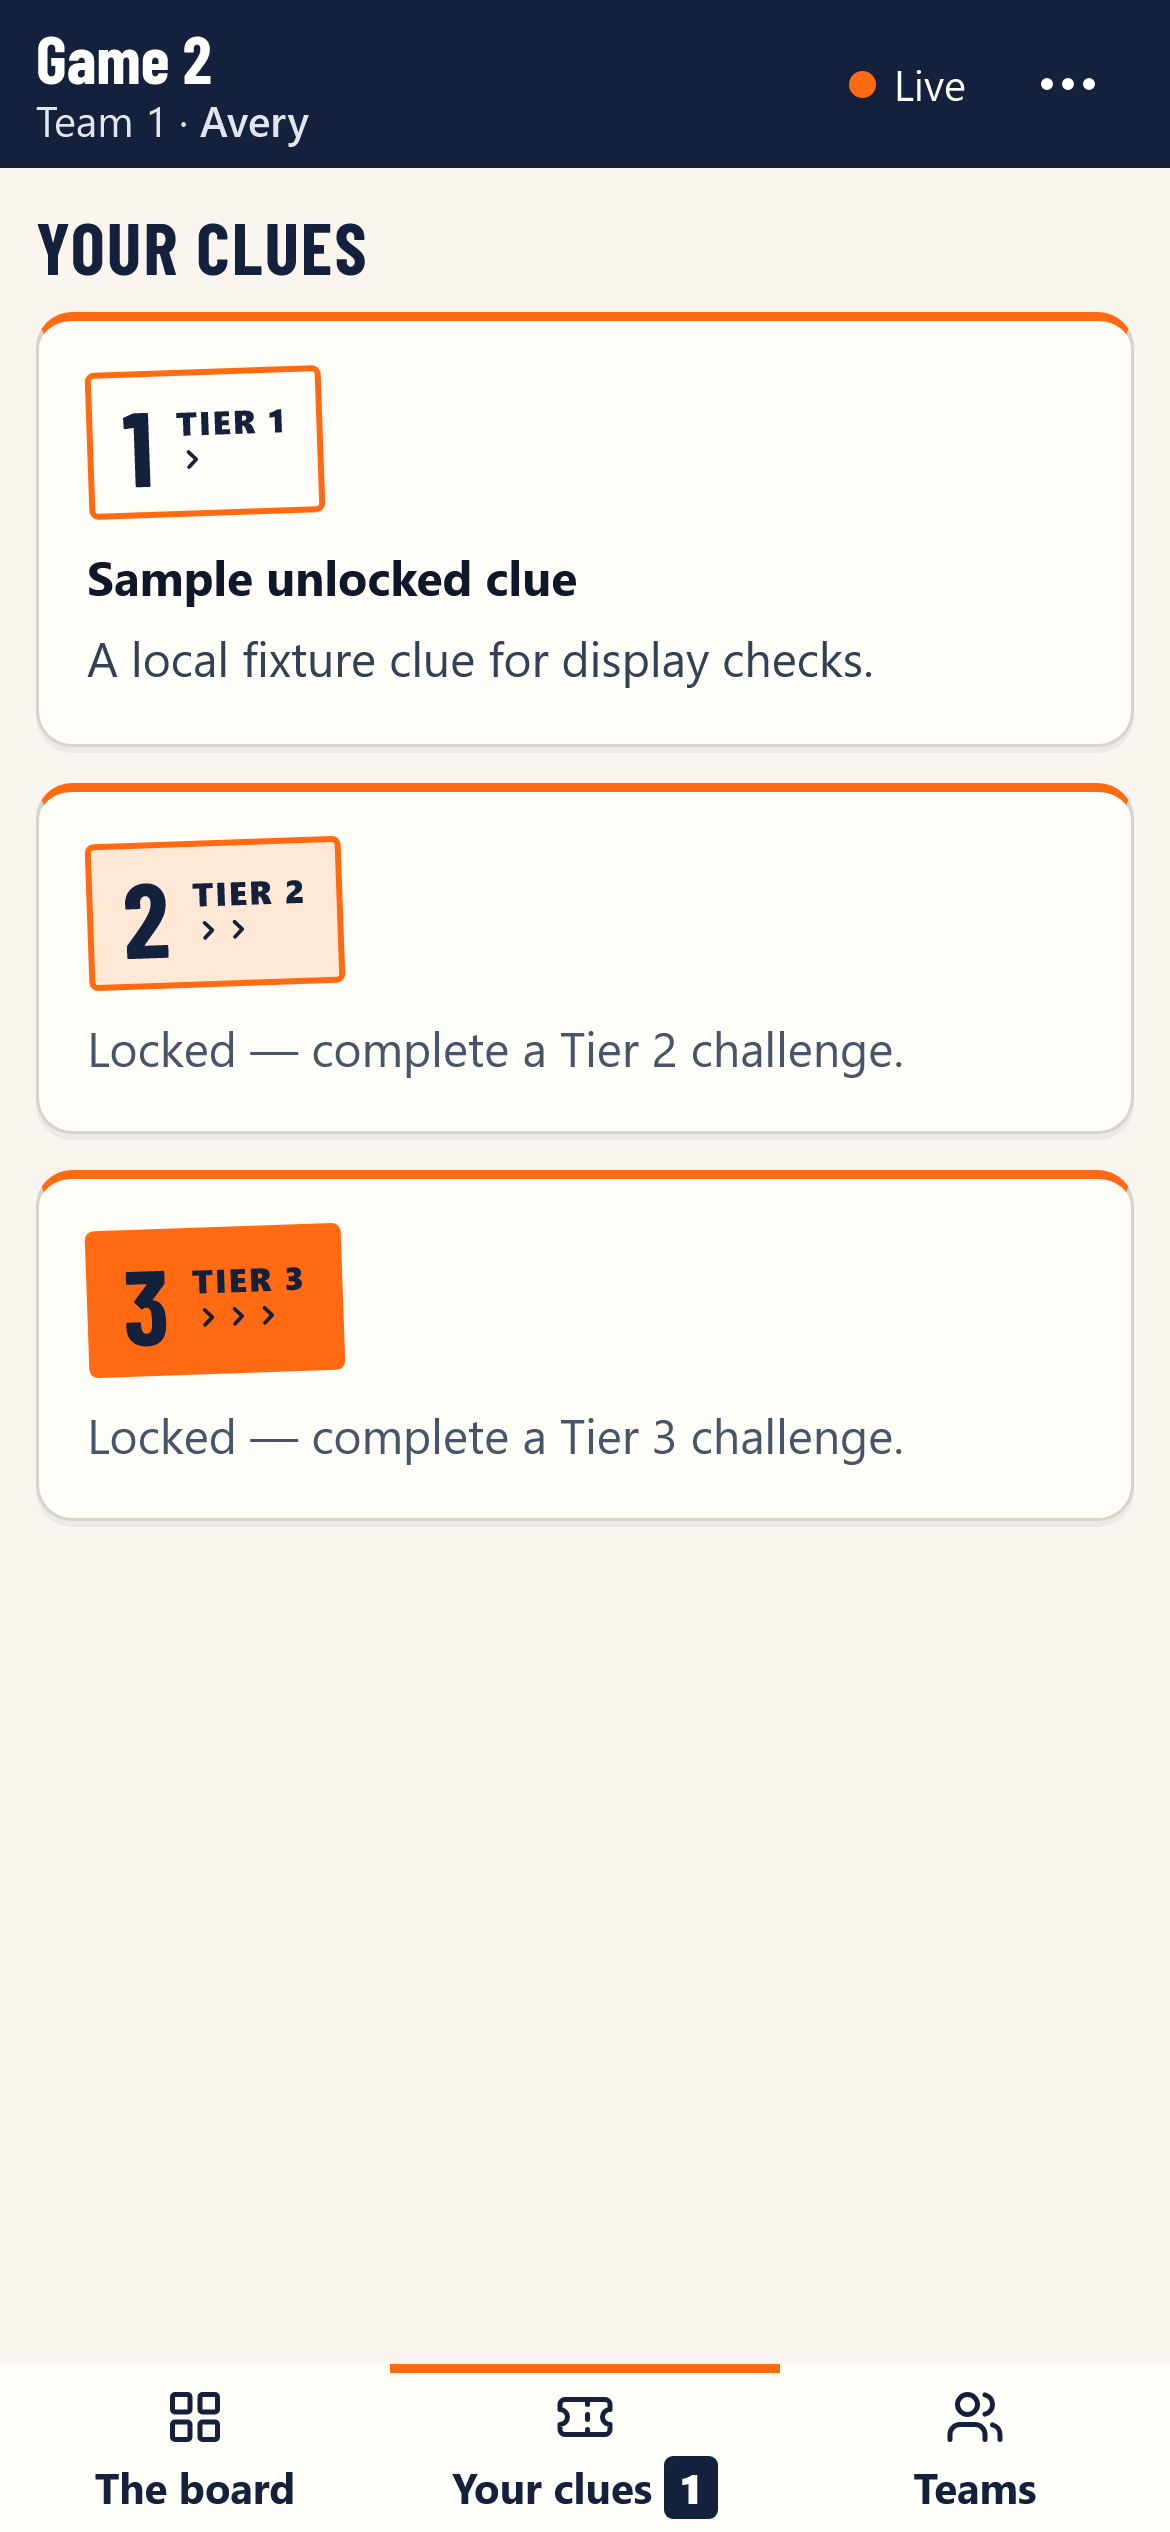 Game 2
Team 1 · Avery
Live
YOUR CLUES
1 TIER 1
Sample unlocked clue
A local fixture clue for display checks.
2 TIER 2
Locked — complete a Tier 2 challenge.
3 TIER 3
Locked — complete a Tier 3 challenge.
The board
Your clues 1
Teams